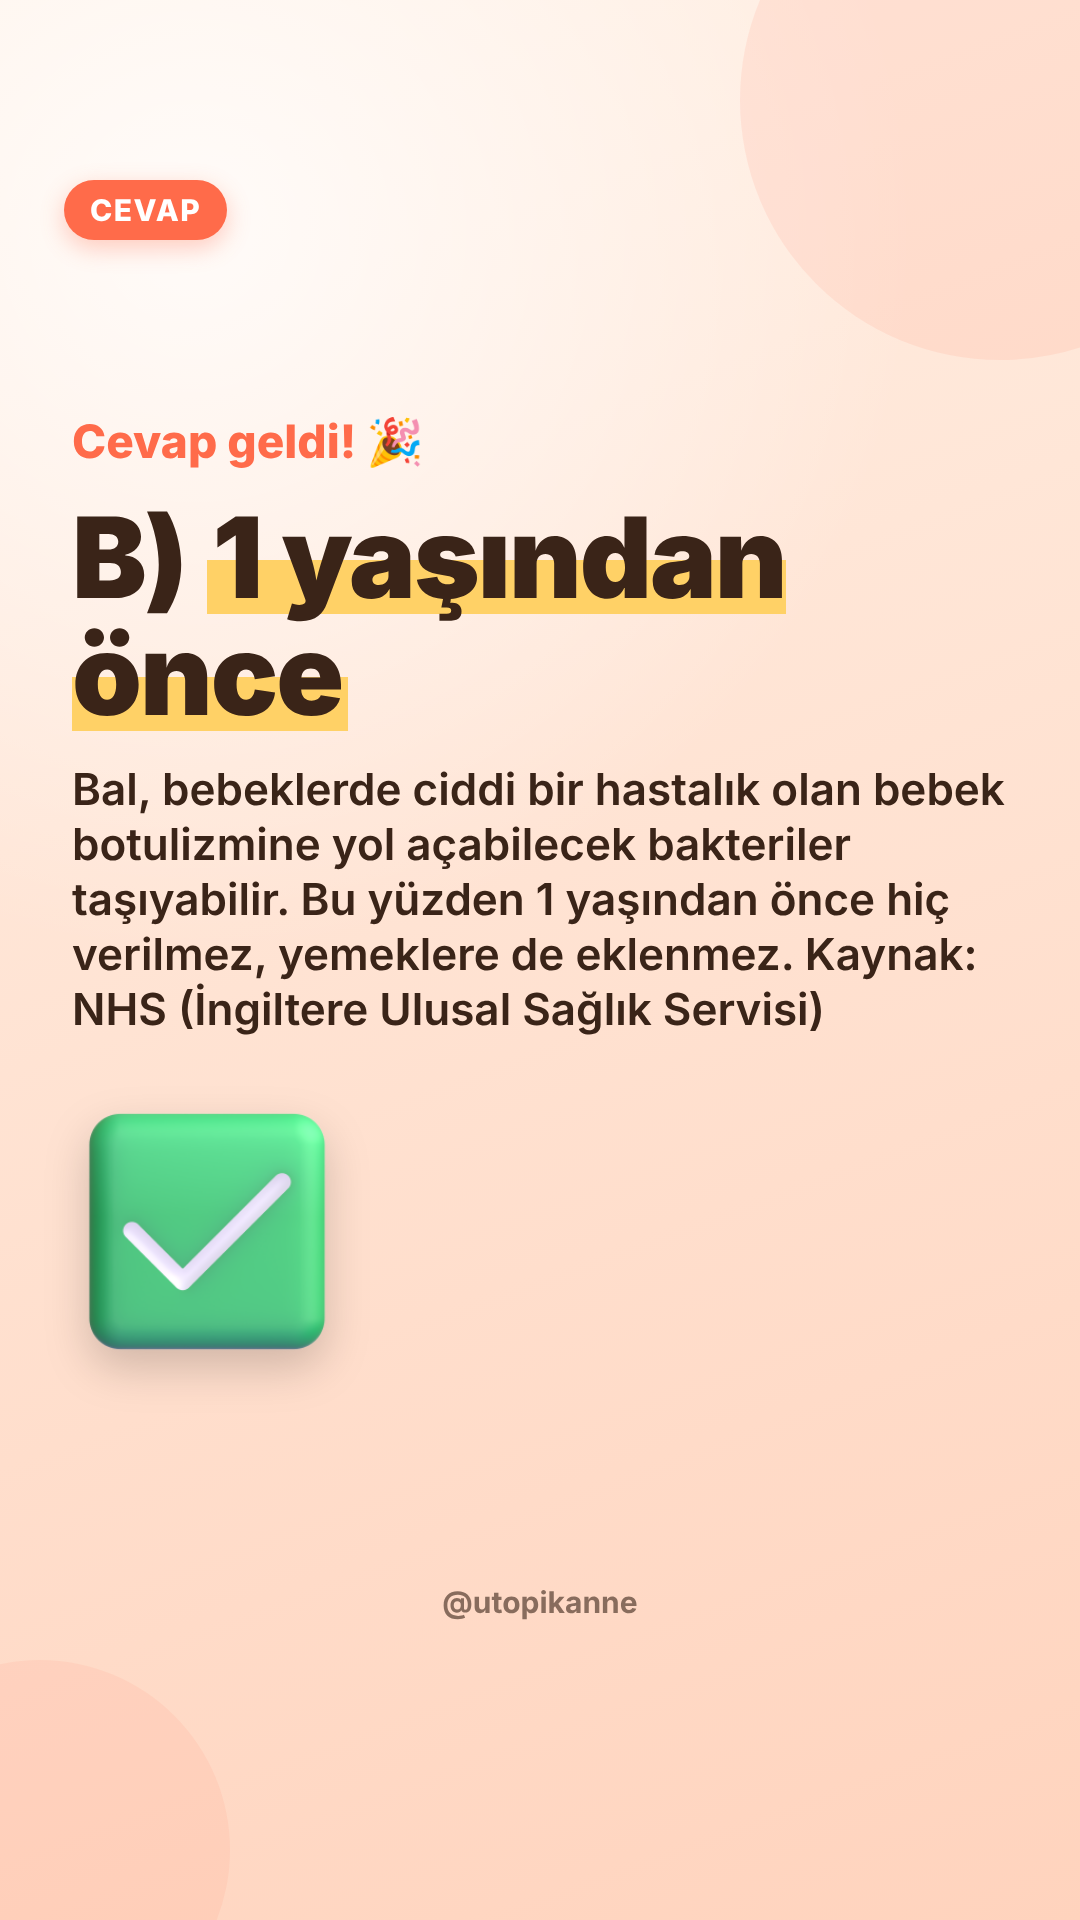 CEVAP
Cevap geldi! 🎉
B) 1 yaşından
önce
Bal, bebeklerde ciddi bir hastalık olan bebek
botulizmine yol açabilecek bakteriler
taşıyabilir. Bu yüzden 1 yaşından önce hiç
verilmez, yemeklere de eklenmez. Kaynak:
NHS (İngiltere Ulusal Sağlık Servisi)
@utopikanne